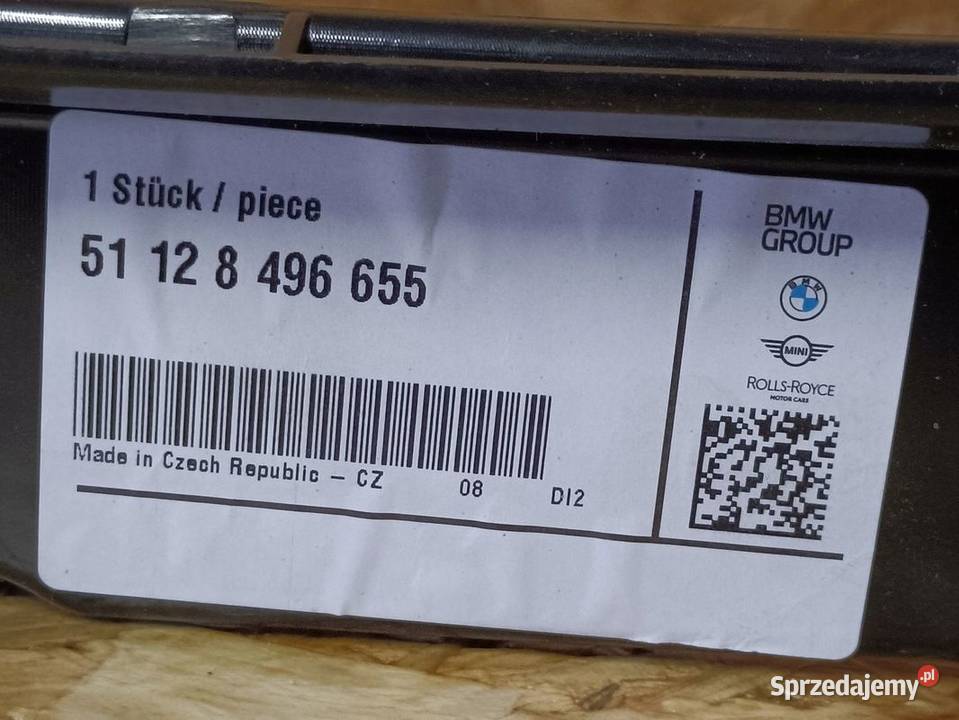 1 Stück / piece
51 12 8 496 655
Made in Czech Republic – CZ 08 DI2
BMW
GROUP
BMW
MINI
ROLLS-ROYCE
MOTOR CARS
Sprzedajemy.pl